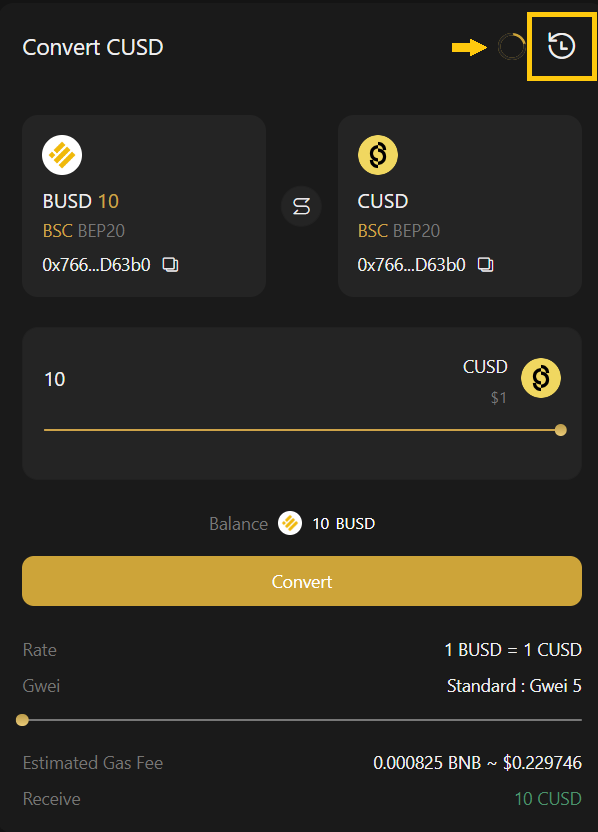 Convert CUSD
BUSD 10
BSC BEP20
0x766...D63b0
CUSD
BSC BEP20
0x766...D63b0
10
CUSD
$1
Balance 10 BUSD
Convert
Rate 1 BUSD = 1 CUSD
Gwei Standard : Gwei 5
Estimated Gas Fee 0.000825 BNB ~ $0.229746
Receive 10 CUSD